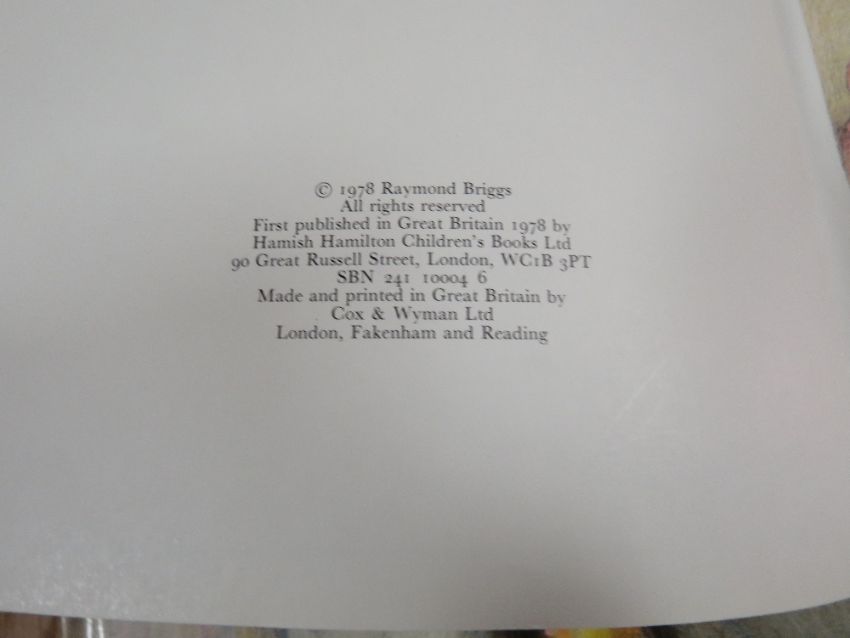 © 1978 Raymond Briggs
All rights reserved
First published in Great Britain 1978 by
Hamish Hamilton Children's Books Ltd
90 Great Russell Street, London, WC1B 3PT
SBN 241 10004 6
Made and printed in Great Britain by
Cox & Wyman Ltd
London, Fakenham and Reading